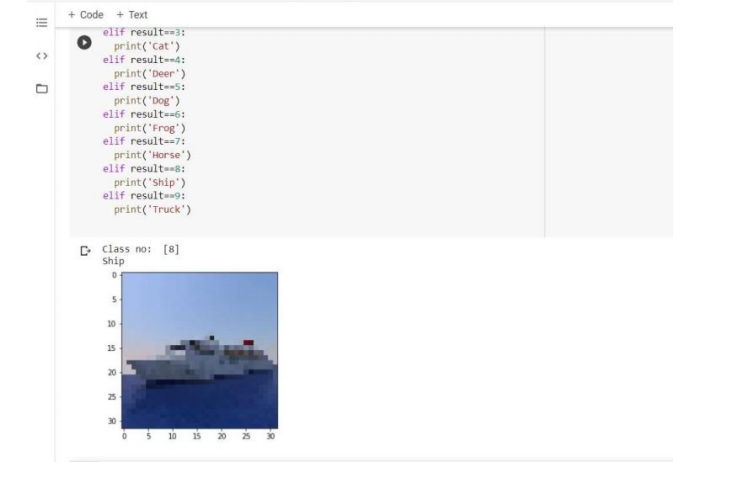 + Code + Text
elif result==3:
print('Cat')
elif result==4:
print('Deer')
elif result==5:
print('Dog')
elif result==6:
print('Frog')
elif result==7:
print('Horse')
elif result==8:
print('Ship')
elif result==9:
print('Truck')
Class no: [8]
Ship
0
5
10
15
20
25
30
0 5 10 15 20 25 30